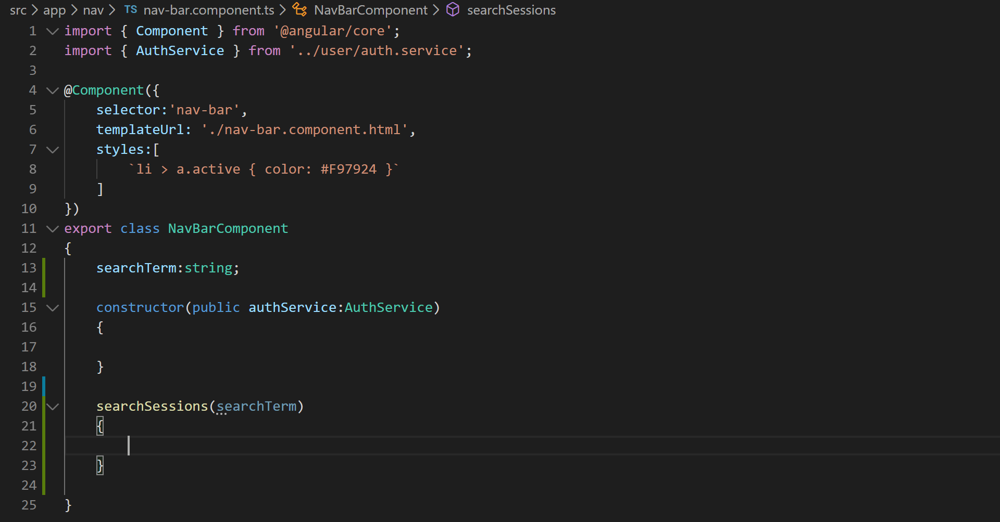 src > app > nav > TS nav-bar.component.ts > NavBarComponent > searchSessions
1 import { Component } from '@angular/core';
2 import { AuthService } from '../user/auth.service';
3
4 @Component({
5     selector:'nav-bar',
6     templateUrl: './nav-bar.component.html',
7     styles:[
8         `li > a.active { color: #F97924 }`
9     ]
10 })
11 export class NavBarComponent
12 {
13     searchTerm:string;
14
15     constructor(public authService:AuthService)
16     {
17
18     }
19
20     searchSessions(searchTerm)
21     {
22
23     }
24
25 }